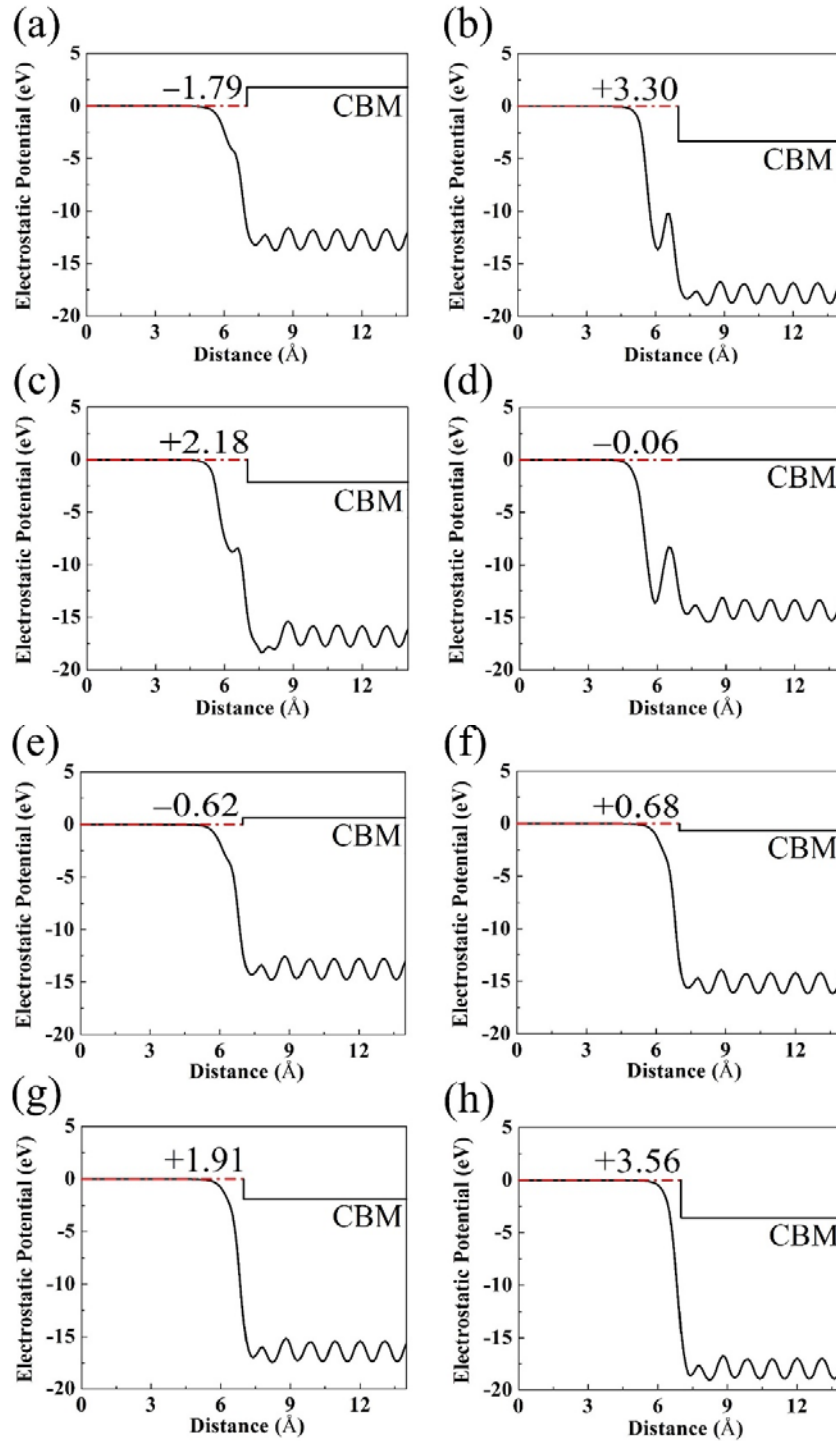 (a)
Electrostatic Potential (eV)
5
0
-5
-10
-15
-20
−1.79
CBM
0 3 6 9 12
Distance (Å)
(b)
Electrostatic Potential (eV)
5
0
-5
-10
-15
-20
+3.30
CBM
0 3 6 9 12
Distance (Å)
(c)
Electrostatic Potential (eV)
5
0
-5
-10
-15
-20
+2.18
CBM
0 3 6 9 12
Distance (Å)
(d)
Electrostatic Potential (eV)
5
0
-5
-10
-15
-20
−0.06
CBM
0 3 6 9 12
Distance (Å)
(e)
Electrostatic Potential (eV)
5
0
-5
-10
-15
-20
−0.62
CBM
0 3 6 9 12
Distance (Å)
(f)
Electrostatic Potential (eV)
5
0
-5
-10
-15
-20
+0.68
CBM
0 3 6 9 12
Distance (Å)
(g)
Electrostatic Potential (eV)
5
0
-5
-10
-15
-20
+1.91
CBM
0 3 6 9 12
Distance (Å)
(h)
Electrostatic Potential (eV)
5
0
-5
-10
-15
-20
+3.56
CBM
0 3 6 9 12
Distance (Å)